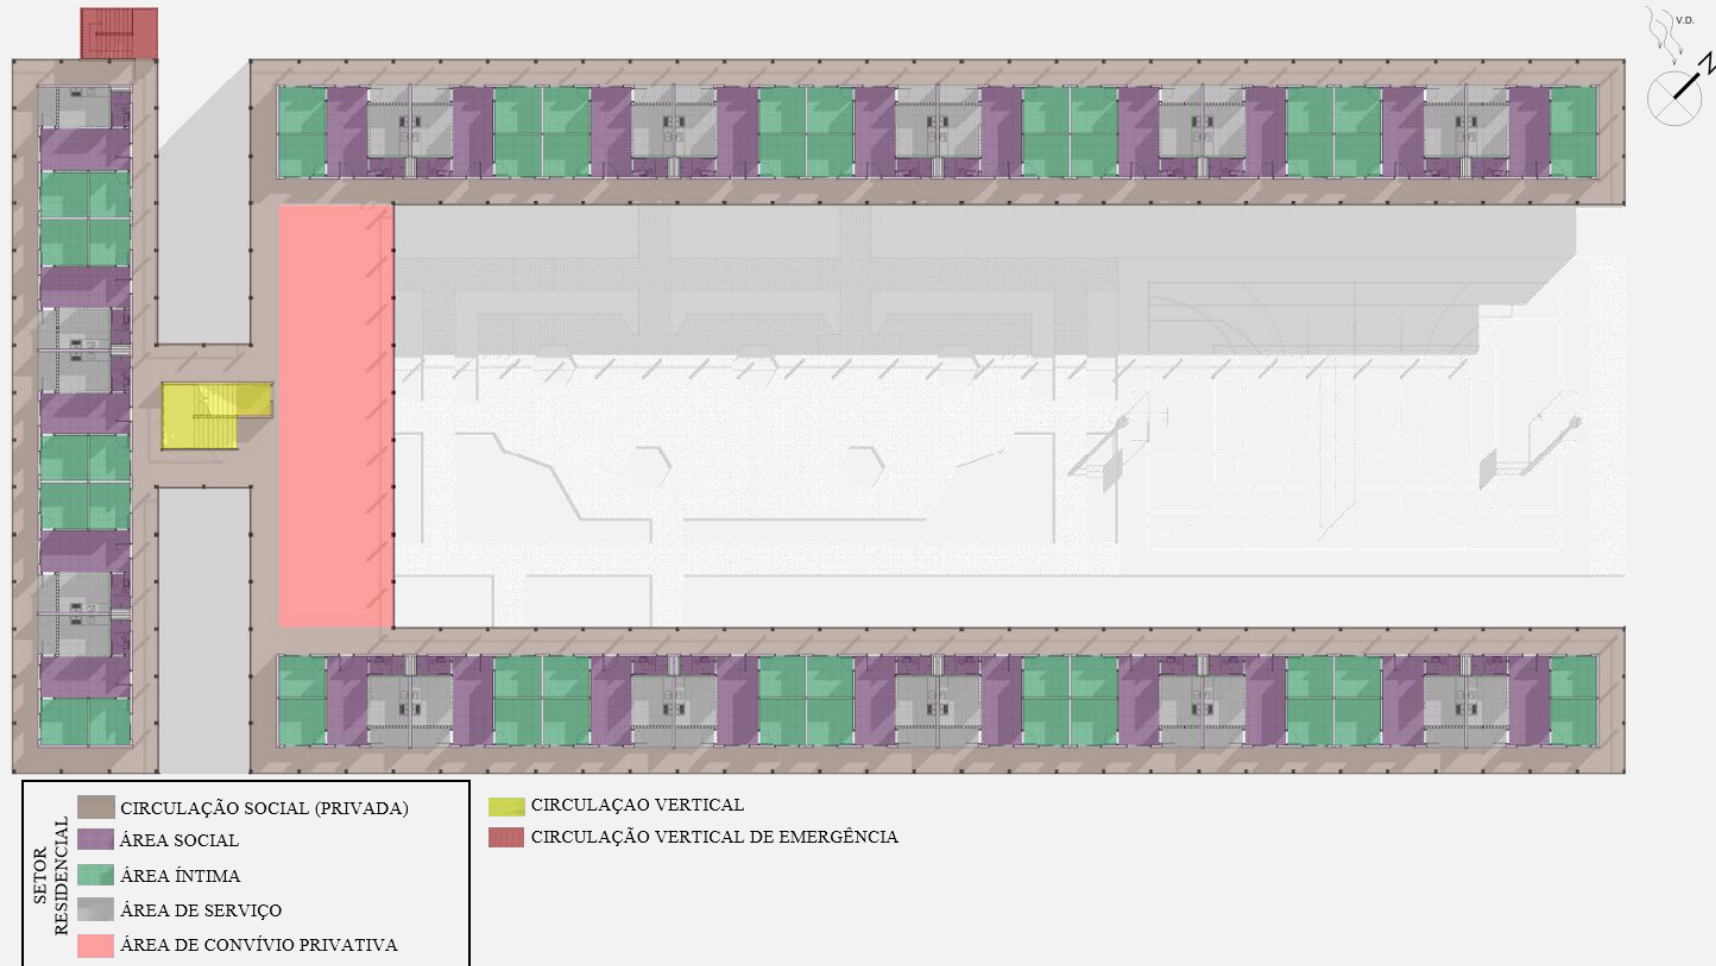 V.D.
N
SETOR
RESIDENCIAL
CIRCULAÇÃO SOCIAL (PRIVADA)
ÁREA SOCIAL
ÁREA ÍNTIMA
ÁREA DE SERVIÇO
ÁREA DE CONVÍVIO PRIVATIVA
CIRCULAÇAO VERTICAL
CIRCULAÇÃO VERTICAL DE EMERGÊNCIA